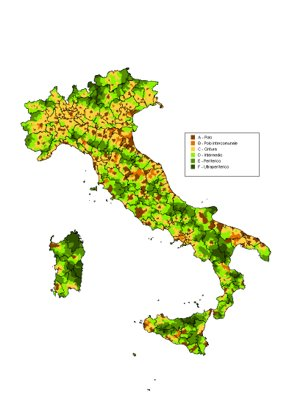 A - Polo
B - Polo intercomunale
C - Cintura
D - Intermedio
E - Periferico
F - Ultraperiferico